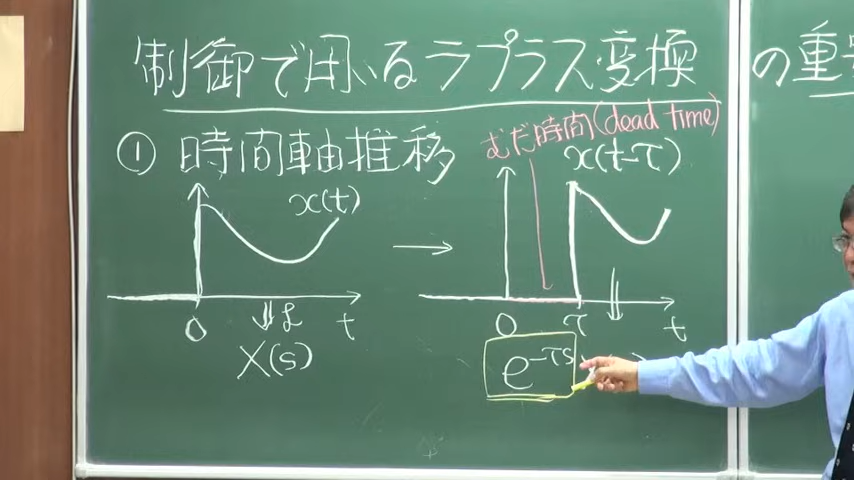 制御で用いるラプラス変換 の重
① 時間軸推移
むだ時間(dead time)
x(t)
x(t-τ)
0 t
0 τ t
ℒ
X(s)
e^-τs